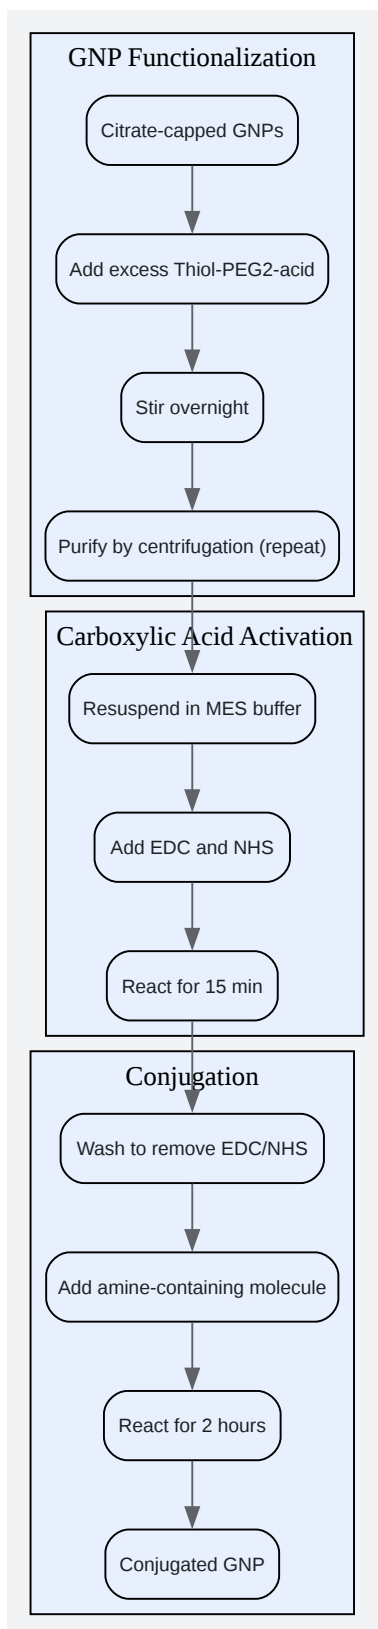 GNP Functionalization
Citrate-capped GNPs
Add excess Thiol-PEG2-acid
Stir overnight
Purify by centrifugation (repeat)
Carboxylic Acid Activation
Resuspend in MES buffer
Add EDC and NHS
React for 15 min
Conjugation
Wash to remove EDC/NHS
Add amine-containing molecule
React for 2 hours
Conjugated GNP